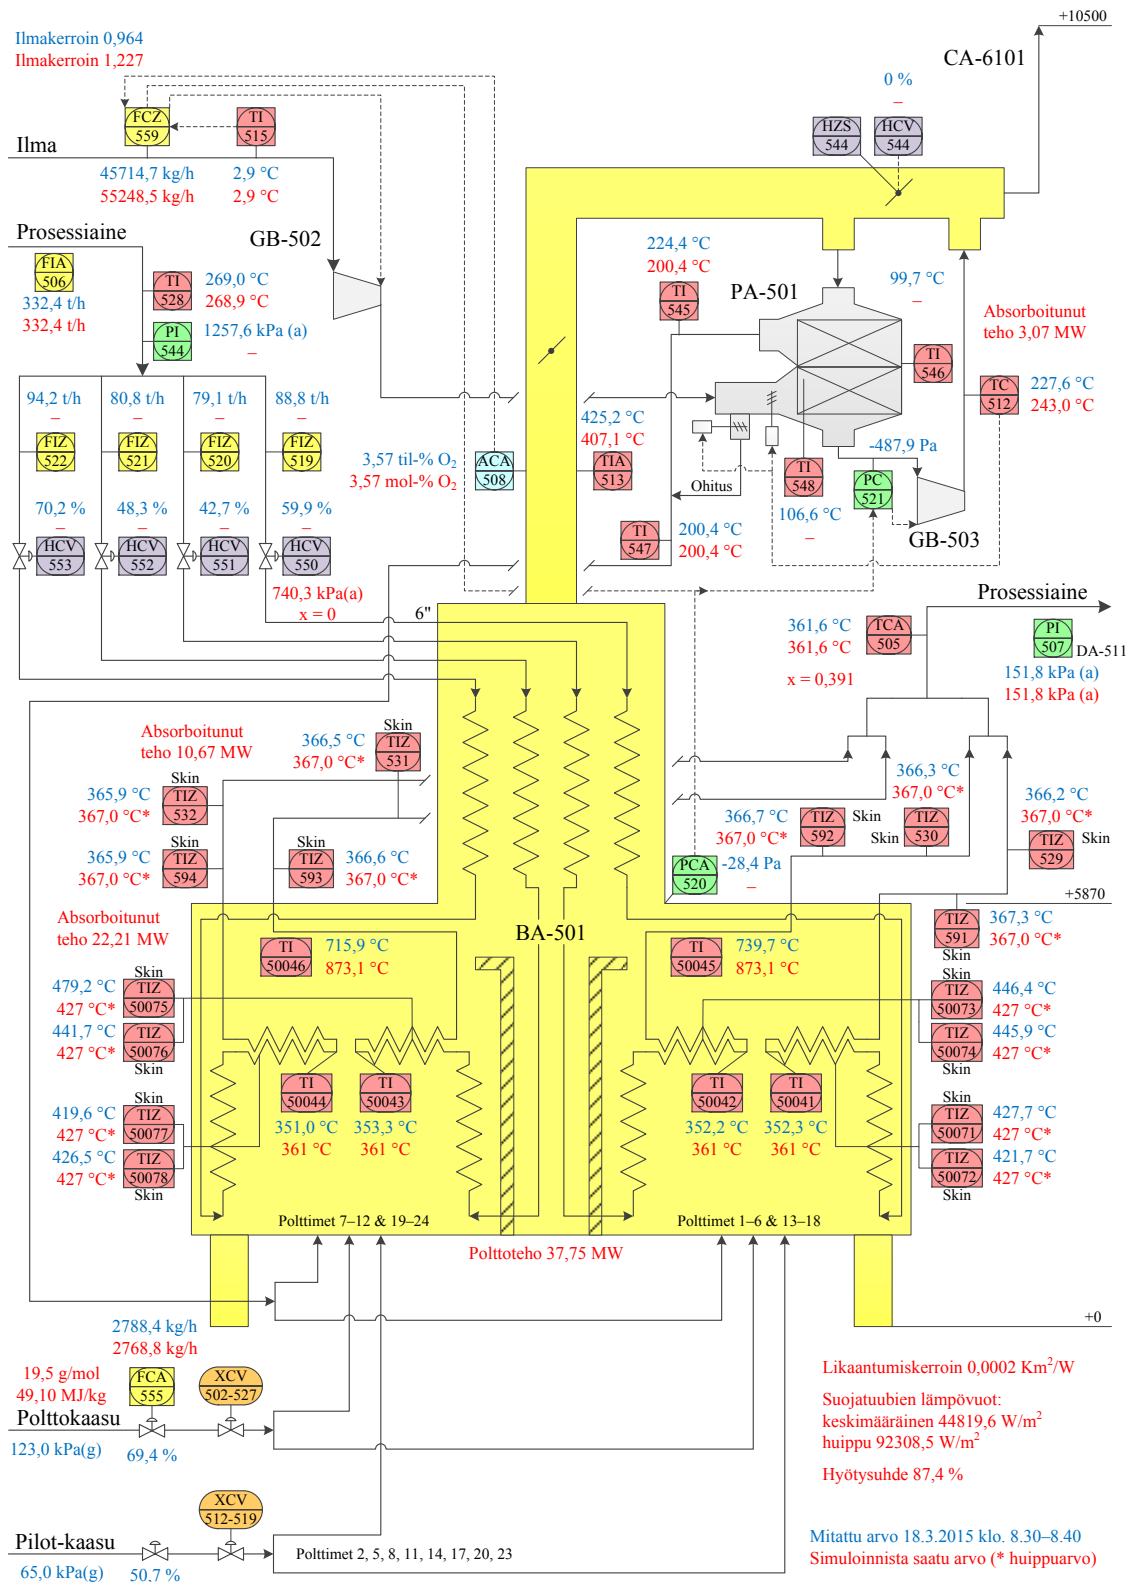 +10500
Ilmakerroin 0,964
Ilmakerroin 1,227
CA-6101
0 %
–
FCZ
559
TI
515
HZS
544
HCV
544
Ilma
45714,7 kg/h
55248,5 kg/h
2,9 °C
2,9 °C
Prosessiaine
GB-502
FIA
506
332,4 t/h
332,4 t/h
TI
528
269,0 °C
268,9 °C
PI
544
1257,6 kPa (a)
–
224,4 °C
200,4 °C
TI
545
PA-501
99,7 °C
–
Absorboitunut
teho 3,07 MW
TI
546
TC
512
227,6 °C
243,0 °C
94,2 t/h
–
80,8 t/h
–
79,1 t/h
–
88,8 t/h
–
FIZ
522
FIZ
521
FIZ
520
FIZ
519
425,2 °C
407,1 °C
3,57 til-% O₂
3,57 mol-% O₂
ACA
508
TIA
513
-487,9 Pa
–
Ohitus
TI
548
PC
521
106,6 °C
–
GB-503
TI
547
200,4 °C
200,4 °C
70,2 %
–
48,3 %
–
42,7 %
–
59,9 %
–
HCV
553
HCV
552
HCV
551
HCV
550
740,3 kPa(a)
x = 0
6"
Prosessiaine
361,6 °C
361,6 °C
TCA
505
x = 0,391
PI
507
DA-511
151,8 kPa (a)
151,8 kPa (a)
Absorboitunut
teho 10,67 MW
366,5 °C
367,0 °C*
Skin
TIZ
531
365,9 °C
367,0 °C*
Skin
TIZ
532
365,9 °C
367,0 °C*
TIZ
594
TIZ
593
366,6 °C
367,0 °C*
366,3 °C
367,0 °C*
366,7 °C
367,0 °C*
TIZ
592
Skin
Skin
TIZ
530
366,2 °C
367,0 °C*
TIZ
529
Skin
PCA
520
-28,4 Pa
–
+5870
TIZ
591
Skin
367,3 °C
367,0 °C*
Absorboitunut
teho 22,21 MW
BA-501
TI
50046
715,9 °C
873,1 °C
TI
50045
739,7 °C
873,1 °C
479,2 °C
427 °C*
Skin
TIZ
50075
441,7 °C
427 °C*
TIZ
50076
Skin
Skin
TIZ
50073
446,4 °C
427 °C*
TIZ
50074
Skin
445,9 °C
427 °C*
TI
50044
351,0 °C
361 °C
TI
50043
353,3 °C
361 °C
TI
50042
352,2 °C
361 °C
TI
50041
352,3 °C
361 °C
419,6 °C
427 °C*
Skin
TIZ
50077
426,5 °C
427 °C*
TIZ
50078
Skin
Skin
TIZ
50071
427,7 °C
427 °C*
TIZ
50072
Skin
421,7 °C
427 °C*
Polttimet 7–12 & 19–24
Polttimet 1–6 & 13–18
Polttoteho 37,75 MW
+0
2788,4 kg/h
2768,8 kg/h
19,5 g/mol
49,10 MJ/kg
FCA
555
XCV
502-527
Polttokaasu
123,0 kPa(g)
69,4 %
Likaantumiskerroin 0,0002 Km²/W
Suojatuubien lämpövuot:
keskimääräinen 44819,6 W/m²
huippu 92308,5 W/m²
Hyötysuhde 87,4 %
XCV
512-519
Pilot-kaasu
65,0 kPa(g)
50,7 %
Polttimet 2, 5, 8, 11, 14, 17, 20, 23
Mitattu arvo 18.3.2015 klo. 8.30–8.40
Simuloinnista saatu arvo (* huippuarvo)